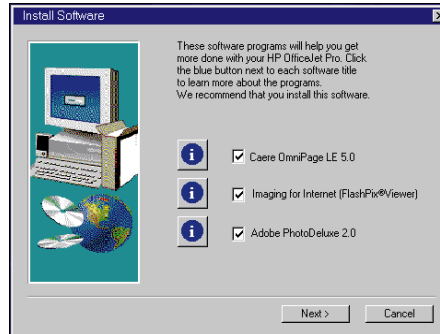 Install Software
These software programs will help you get
more done with your HP OfficeJet Pro. Click
the blue button next to each software title
to learn more about the programs.
We recommend that you install this software.
Caere OmniPage LE 5.0
Imaging for Internet (FlashPix®Viewer)
Adobe PhotoDeluxe 2.0
Next >
Cancel